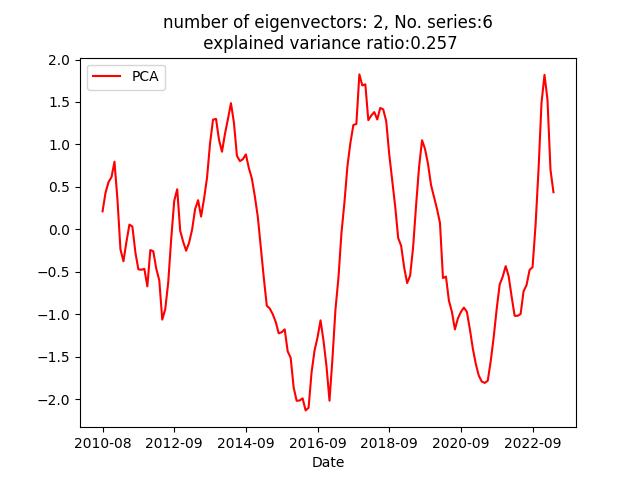 number of eigenvectors: 2, No. series:6
explained variance ratio:0.257
PCA
2.0
1.5
1.0
0.5
0.0
−0.5
−1.0
−1.5
−2.0
2010-08 2012-09 2014-09 2016-09 2018-09 2020-09 2022-09
Date